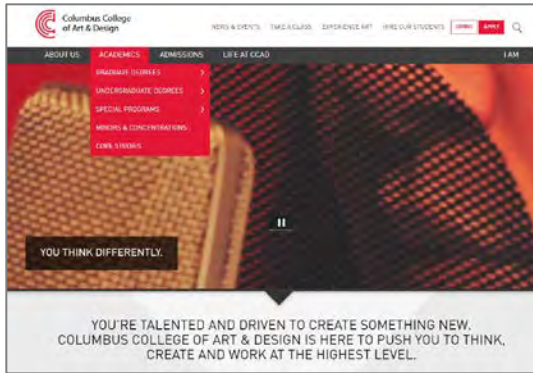 Columbus College
of Art & Design
NEWS & EVENTS TAKE A CLASS EXPERIENCE ART HIRE OUR STUDENTS GIVING APPLY
ABOUT US ACADEMICS ADMISSIONS LIFE AT CCAD I AM
GRADUATE DEGREES
UNDERGRADUATE DEGREES
SPECIAL PROGRAMS
MINORS & CONCENTRATIONS
CORE STUDIES
YOU THINK DIFFERENTLY.
YOU'RE TALENTED AND DRIVEN TO CREATE SOMETHING NEW.
COLUMBUS COLLEGE OF ART & DESIGN IS HERE TO PUSH YOU TO THINK,
CREATE AND WORK AT THE HIGHEST LEVEL.